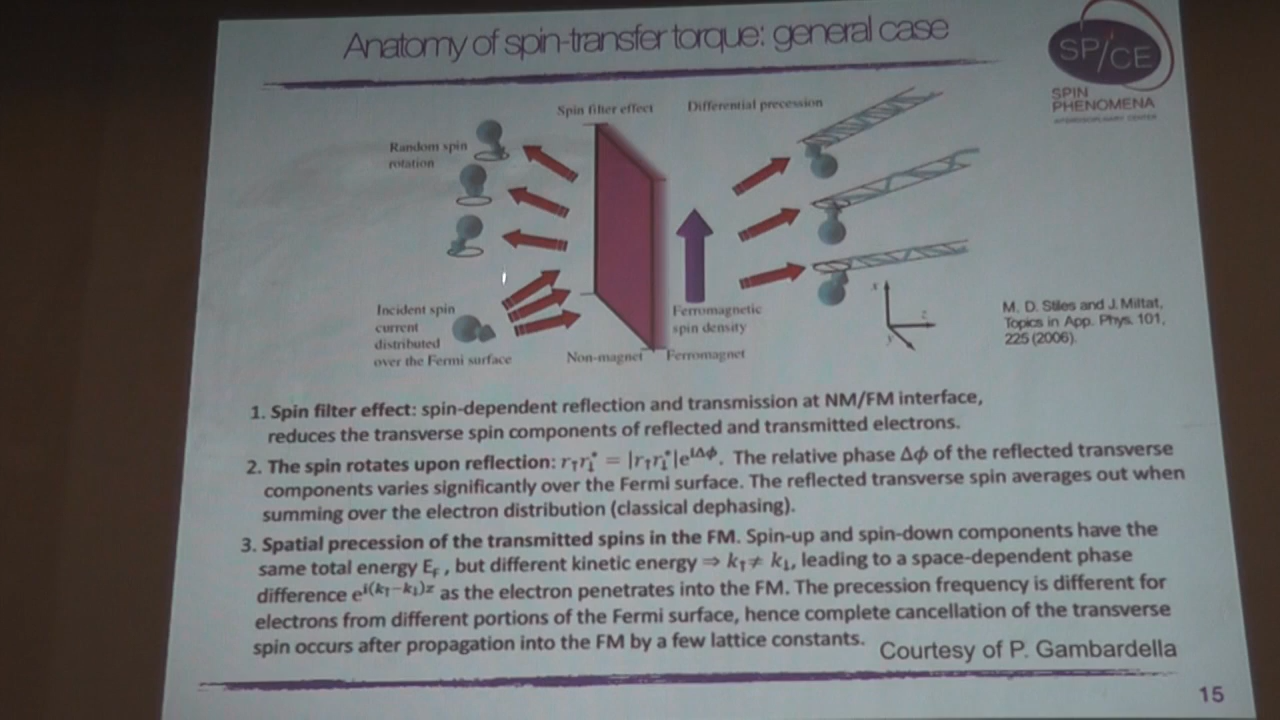 Anatomy of spin-transfer torque: general case
SPICE
SPIN
PHENOMENA
INTERDISCIPLINARY CENTER
Spin filter effect
Differential precession
Random spin
rotation
Incident spin
current
distributed
over the Fermi surface
Non-magnet
Ferromagnetic
spin density
Ferromagnet
x
z
y
M. D. Stiles and J. Miltat,
Topics in App. Phys. 101,
225 (2006).
1. Spin filter effect: spin-dependent reflection and transmission at NM/FM interface,
reduces the transverse spin components of reflected and transmitted electrons.
2. The spin rotates upon reflection: r↑r↓* = |r↑r↓*|e^iΔϕ. The relative phase Δϕ of the reflected transverse
components varies significantly over the Fermi surface. The reflected transverse spin averages out when
summing over the electron distribution (classical dephasing).
3. Spatial precession of the transmitted spins in the FM. Spin-up and spin-down components have the
same total energy E_F , but different kinetic energy ⇒ k↑≠ k↓, leading to a space-dependent phase
difference e^i(k↑−k↓)z as the electron penetrates into the FM. The precession frequency is different for
electrons from different portions of the Fermi surface, hence complete cancellation of the transverse
spin occurs after propagation into the FM by a few lattice constants.
Courtesy of P. Gambardella
15